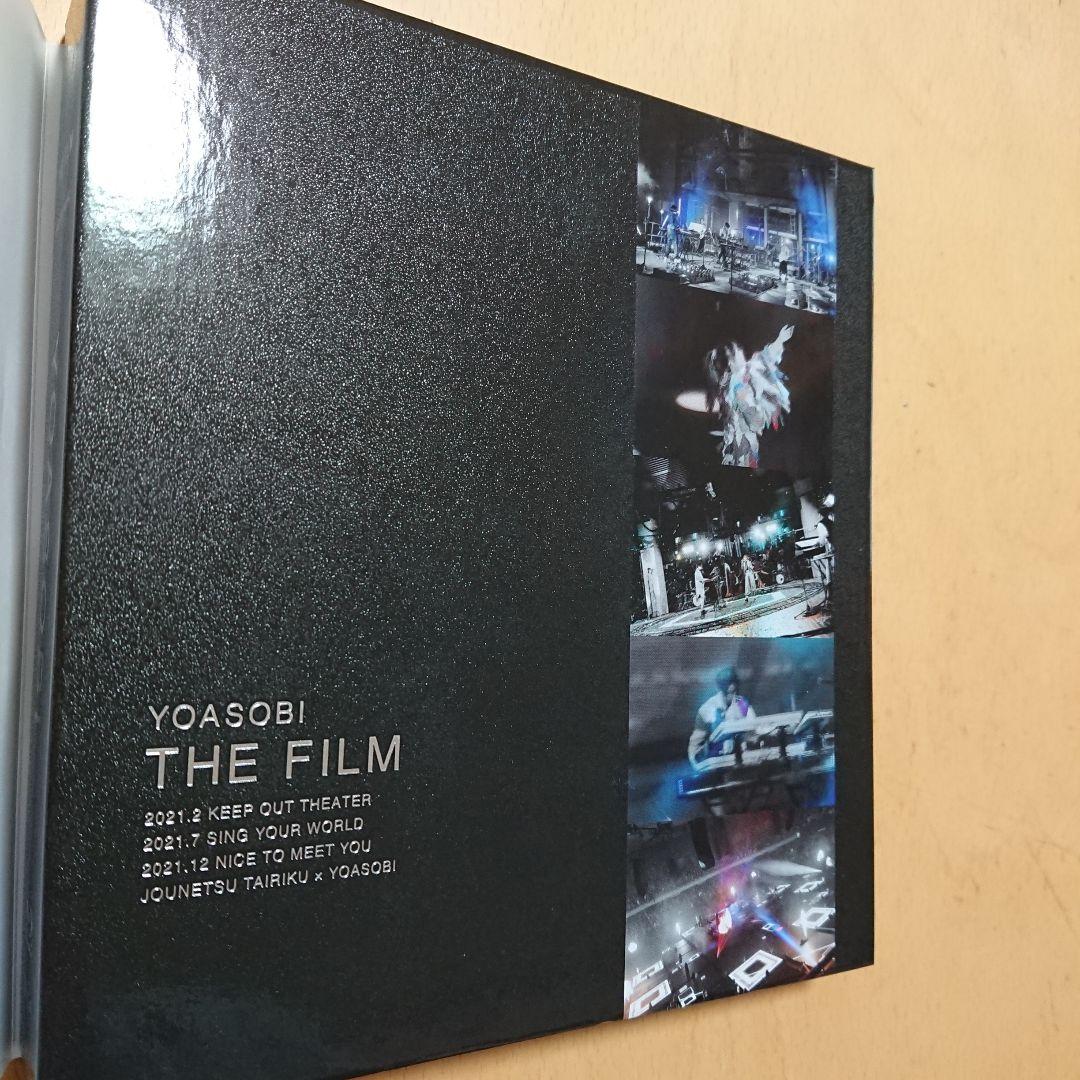 YOASOBI
THE FILM
2021.2 KEEP OUT THEATER
2021.7 SING YOUR WORLD
2021.12 NICE TO MEET YOU
JOUNETSU TAIRIKU × YOASOBI